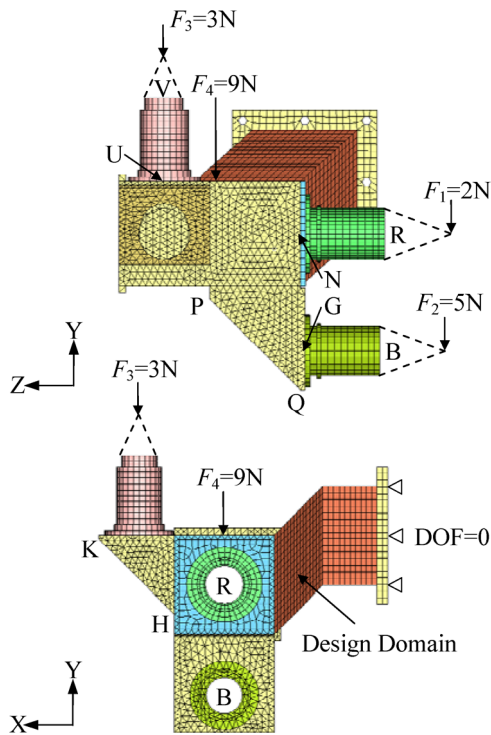 F₃=3N
V
F₄=9N
U
F₁=2N
R
N
P
G
F₂=5N
Y
B
Z
Q
F₃=3N
F₄=9N
K
DOF=0
R
H
Design Domain
Y
B
X